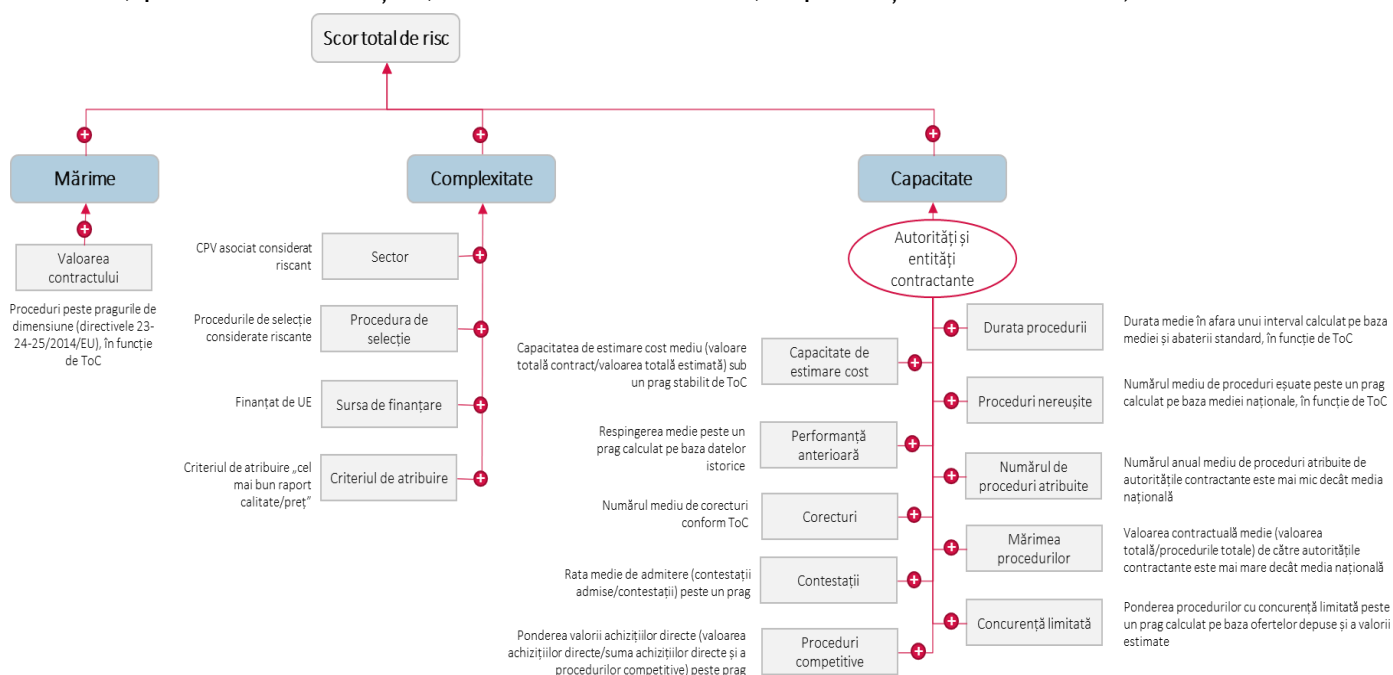 Scor total de risc
Mărime
Complexitate
Capacitate
Valoarea
contractului
Proceduri peste pragurile de
dimensiune (directivele 23-
24-25/2014/EU), în funcție
de ToC
CPV asociat considerat
riscant
Sector
Procedurile de selecție
considerate riscante
Procedura de
selecție
Finanțat de UE
Sursa de finanțare
Criteriul de atribuire „cel
mai bun raport
calitate/preț”
Criteriul de atribuire
Autorități și
entități
contractante
Capacitatea de estimare cost mediu (valoare
totală contract/valoarea totală estimată) sub
un prag stabilit de ToC
Capacitate de
estimare cost
Respingerea medie peste un
prag calculat pe baza datelor
istorice
Performanță
anterioară
Numărul mediu de corecturi
conform ToC
Corecturi
Rata medie de admitere (contestații
admise/contestații) peste un prag
Contestații
Ponderea valorii achizițiilor directe (valoarea
achizițiilor directe/suma achizițiilor directe și a
procedurilor competitive) peste prag
Proceduri
competitive
Durata procedurii
Durata medie în afara unui interval calculat pe baza
mediei și abaterii standard, în funcție de ToC
Proceduri nereușite
Numărul mediu de proceduri eșuate peste un prag
calculat pe baza mediei naționale, în funcție de ToC
Numărul de
proceduri atribuite
Numărul anual mediu de proceduri atribuite de
autoritățile contractante este mai mic decât media
națională
Mărimea
procedurilor
Valoarea contractuală medie (valoarea
totală/procedurile totale) de către autoritățile
contractante este mai mare decât media națională
Concurență limitată
Ponderea procedurilor cu concurență limitată peste
un prag calculat pe baza ofertelor depuse și a valorii
estimate